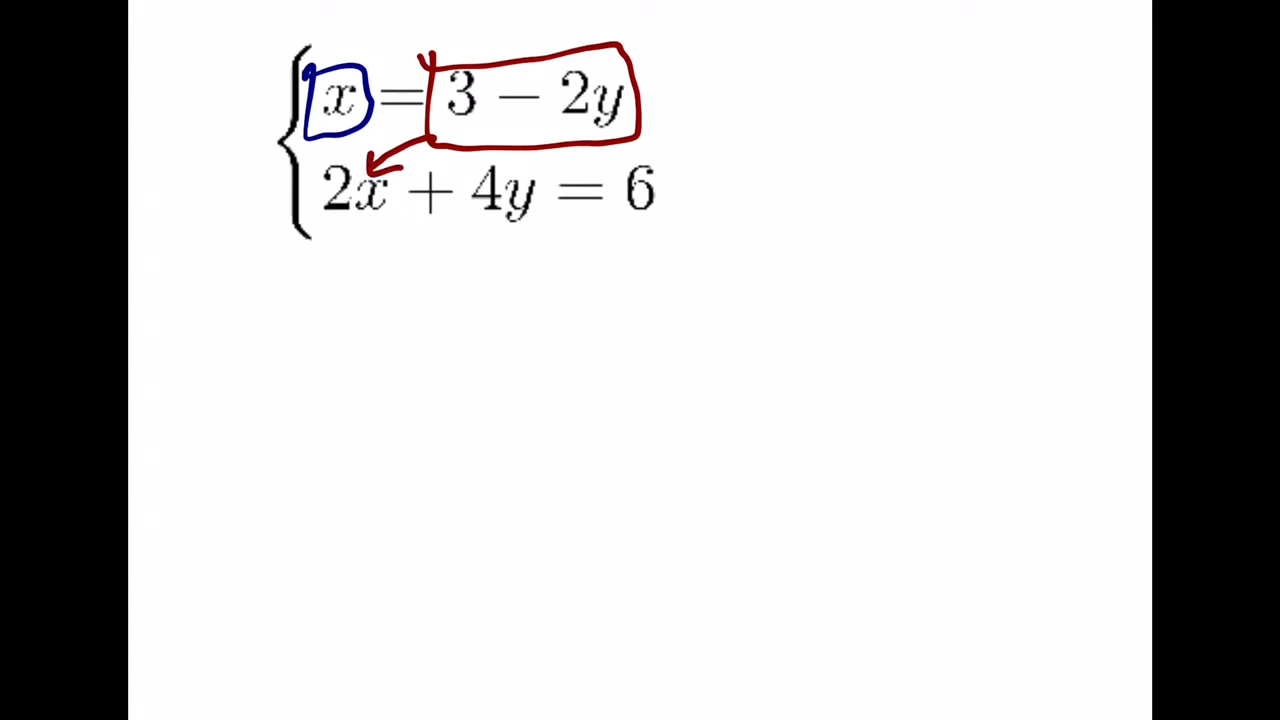 x = 3 − 2y
2x + 4y = 6